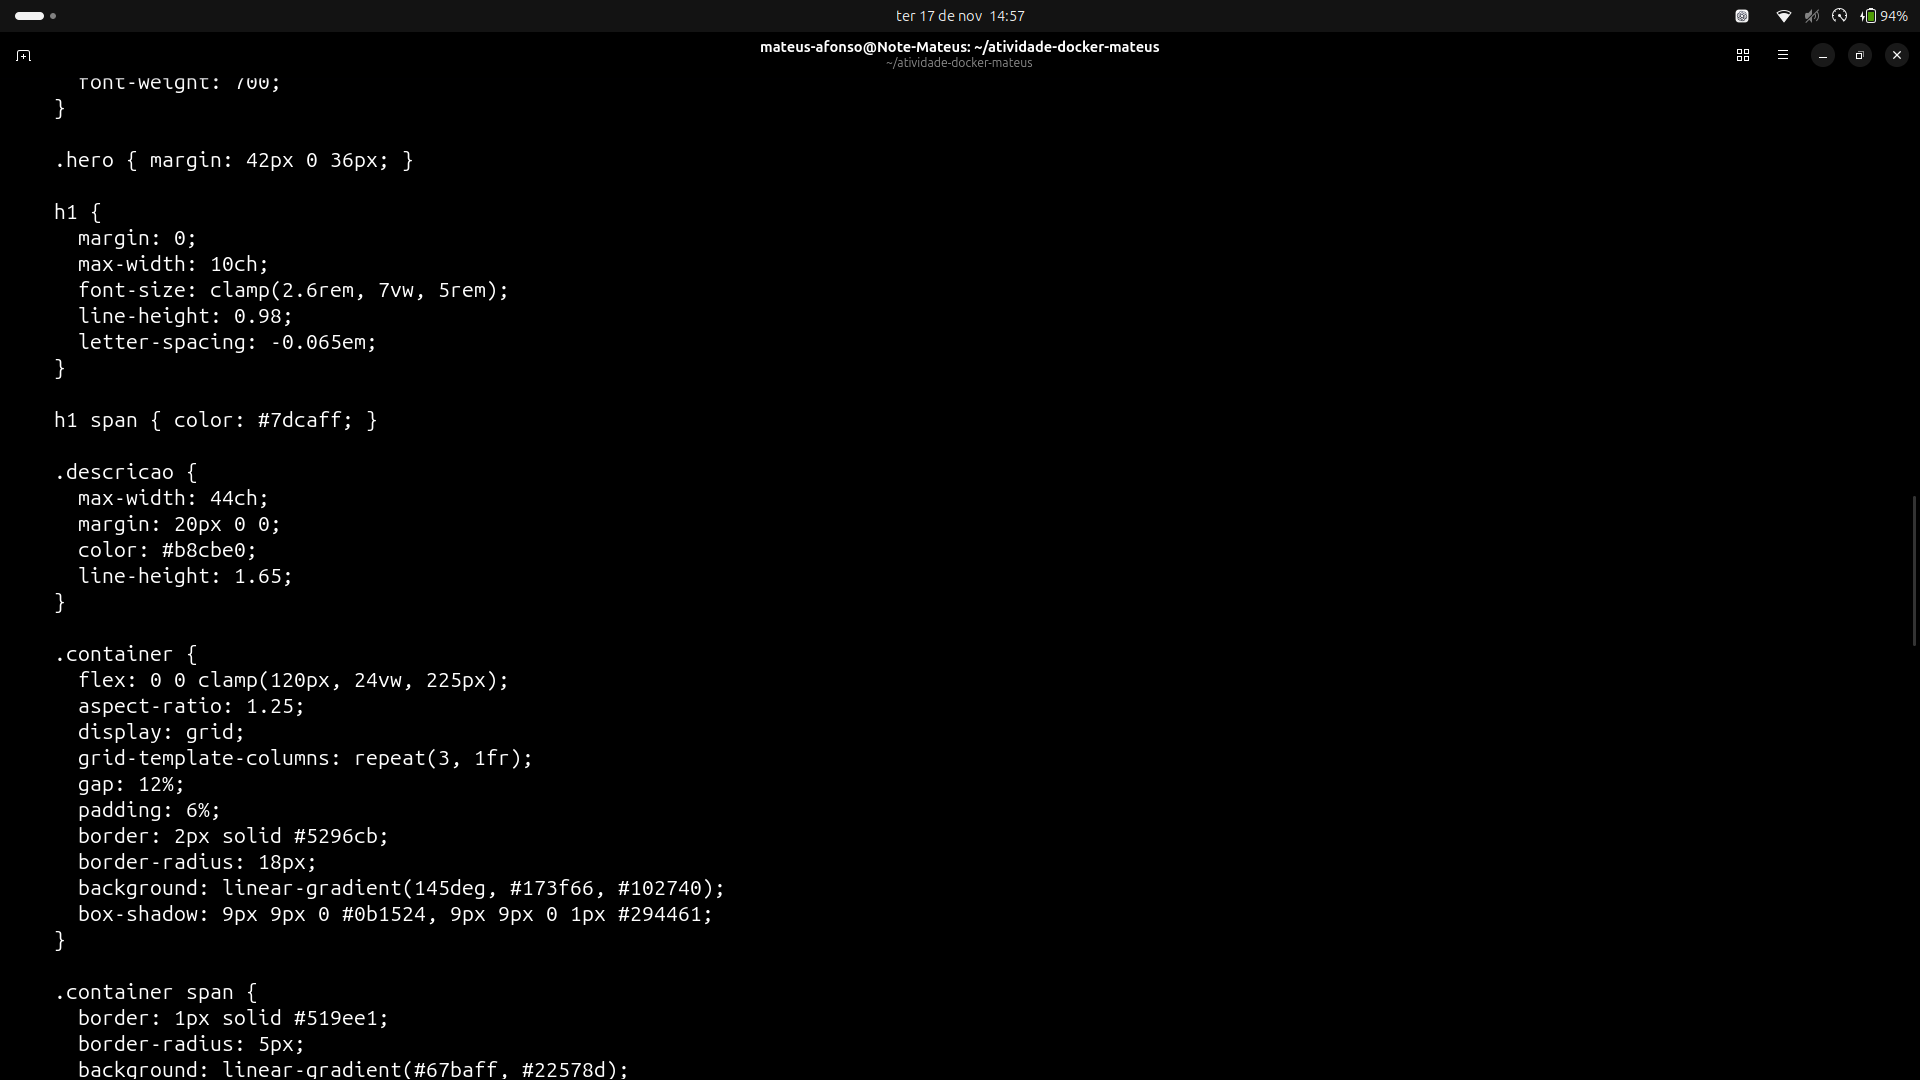 ter 17 de nov 14:57
94%
mateus-afonso@Note-Mateus: ~/atividade-docker-mateus
~/atividade-docker-mateus
font-weight: 700;
}
.hero { margin: 42px 0 36px; }
h1 {
margin: 0;
max-width: 10ch;
font-size: clamp(2.6rem, 7vw, 5rem);
line-height: 0.98;
letter-spacing: -0.065em;
}
h1 span { color: #7dcaff; }
.descricao {
max-width: 44ch;
margin: 20px 0 0;
color: #b8cbe0;
line-height: 1.65;
}
.container {
flex: 0 0 clamp(120px, 24vw, 225px);
aspect-ratio: 1.25;
display: grid;
grid-template-columns: repeat(3, 1fr);
gap: 12%;
padding: 6%;
border: 2px solid #5296cb;
border-radius: 18px;
background: linear-gradient(145deg, #173f66, #102740);
box-shadow: 9px 9px 0 #0b1524, 9px 9px 0 1px #294461;
}
.container span {
border: 1px solid #519ee1;
border-radius: 5px;
background: linear-gradient(#67baff, #22578d);